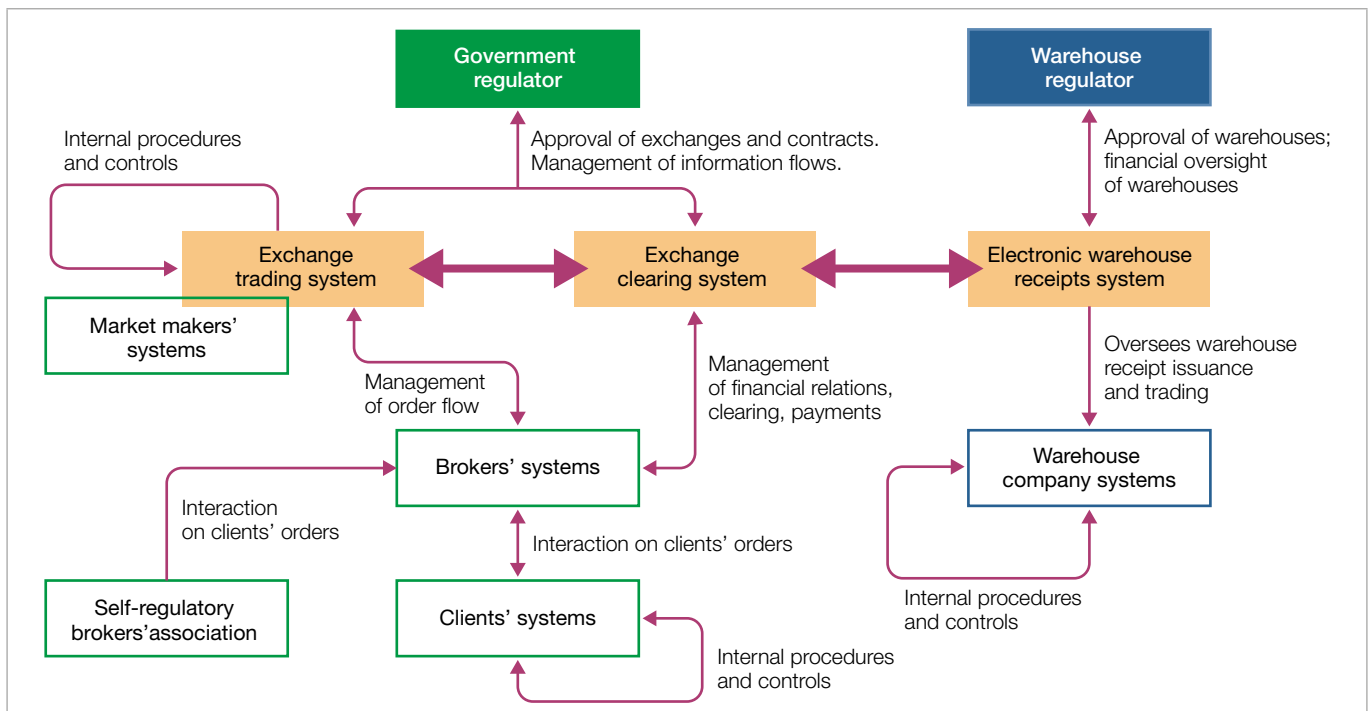 Government
regulator
Warehouse
regulator
Internal procedures
and controls
Approval of exchanges and contracts.
Management of information flows.
Approval of warehouses;
financial oversight
of warehouses
Exchange
trading system
Exchange
clearing system
Electronic warehouse
receipts system
Market makers’
systems
Management
of order flow
Management
of financial relations,
clearing, payments
Oversees warehouse
receipt issuance
and trading
Brokers’ systems
Warehouse
company systems
Interaction
on clients’ orders
Interaction on clients’ orders
Self-regulatory
brokers’association
Clients’ systems
Internal procedures
and controls
Internal procedures
and controls